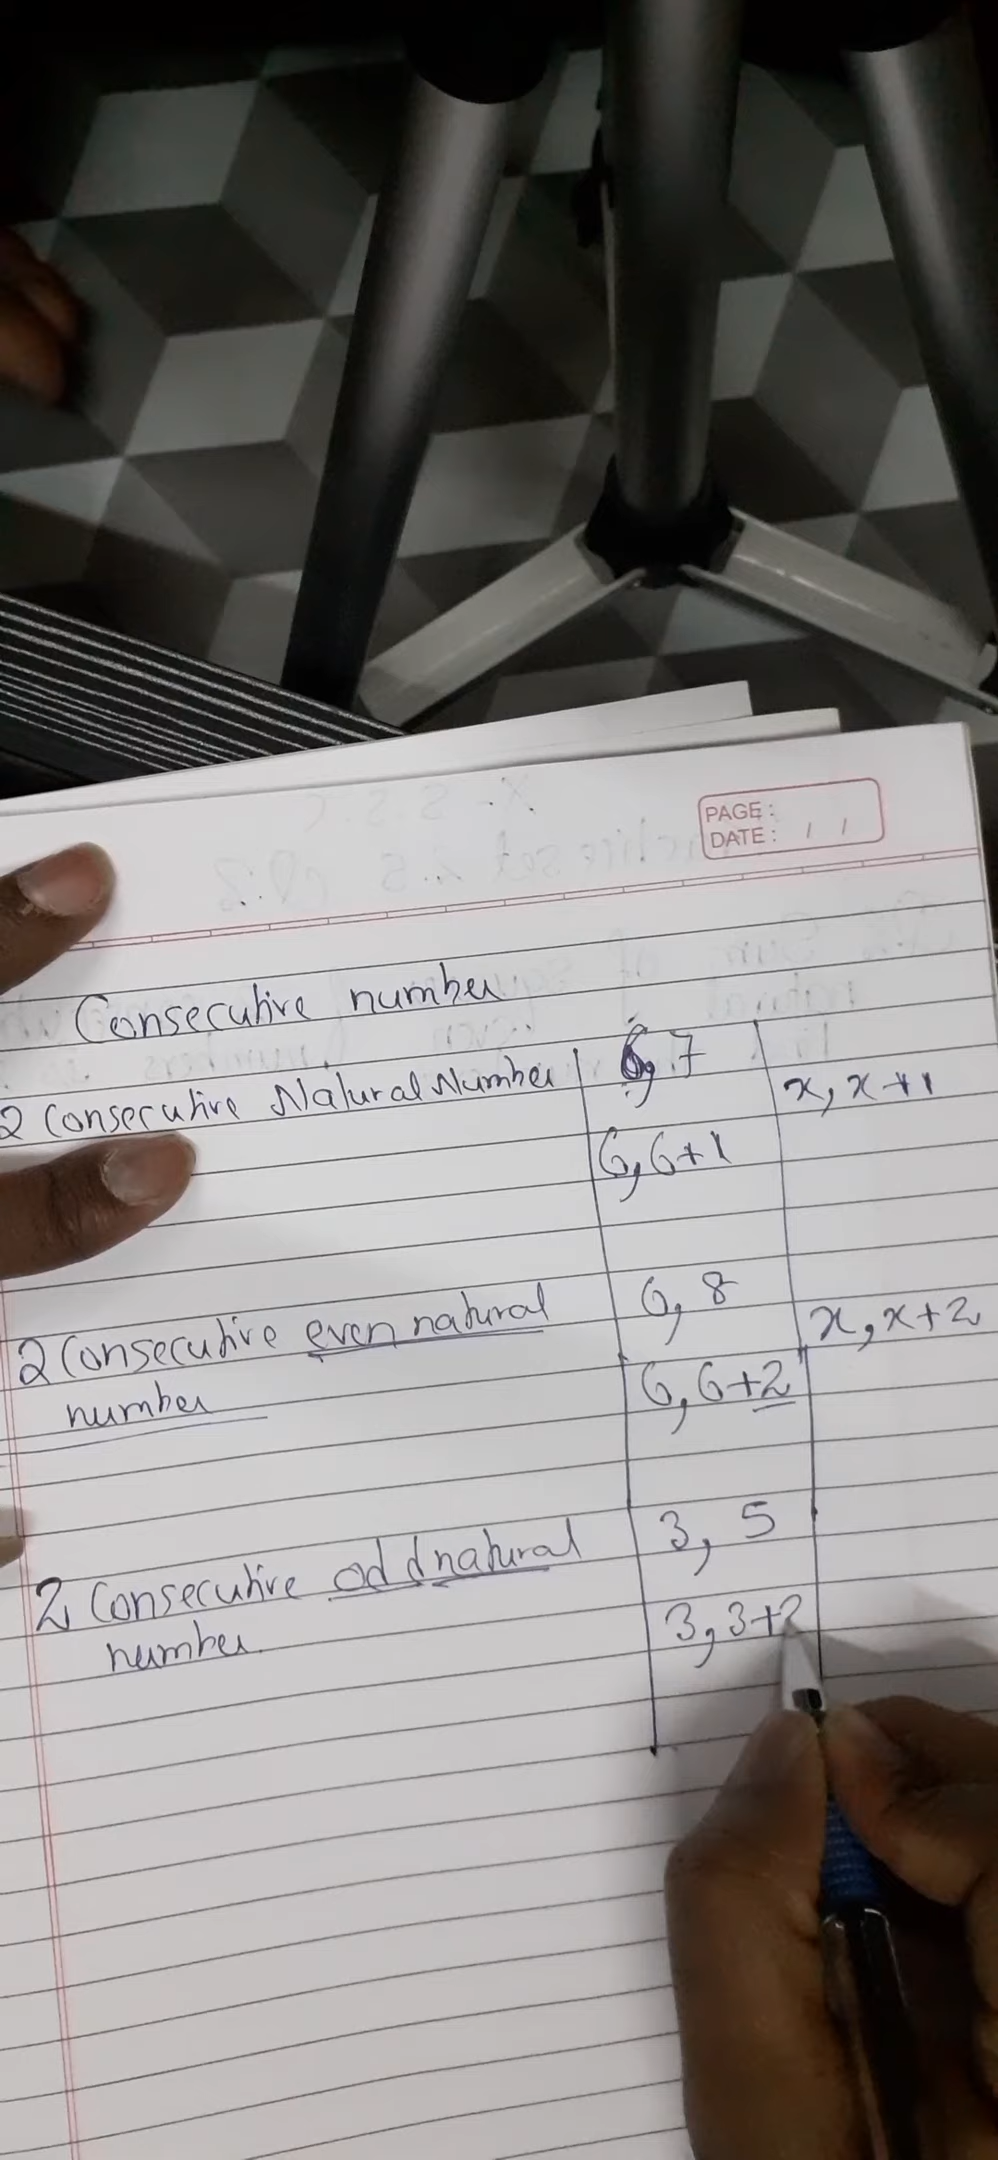 PAGE:
DATE: / /
Consecutive number
2 Consecutive Natural Number 6, 7 x, x+1
6, 6+1
2 Consecutive even natural 6, 8 x, x+2
number 6, 6+2
2 Consecutive odd natural 3, 5
number 3, 3+2